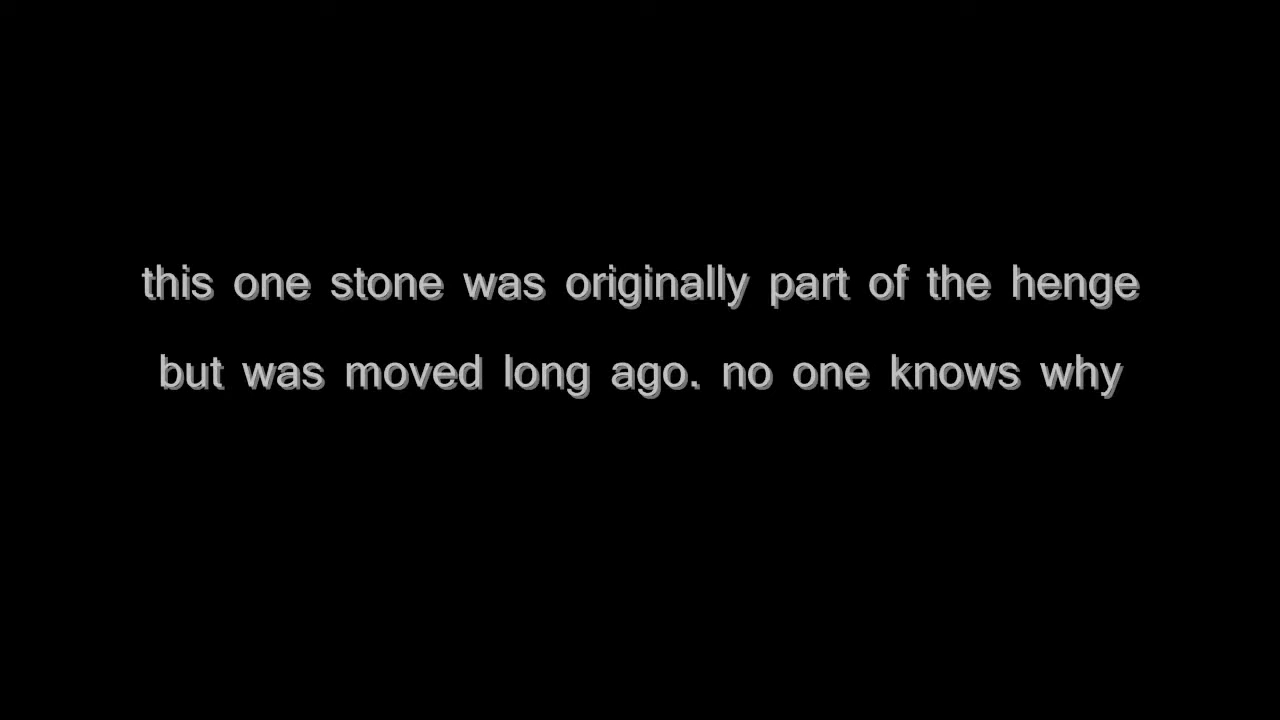 this one stone was originally part of the henge
but was moved long ago. no one knows why